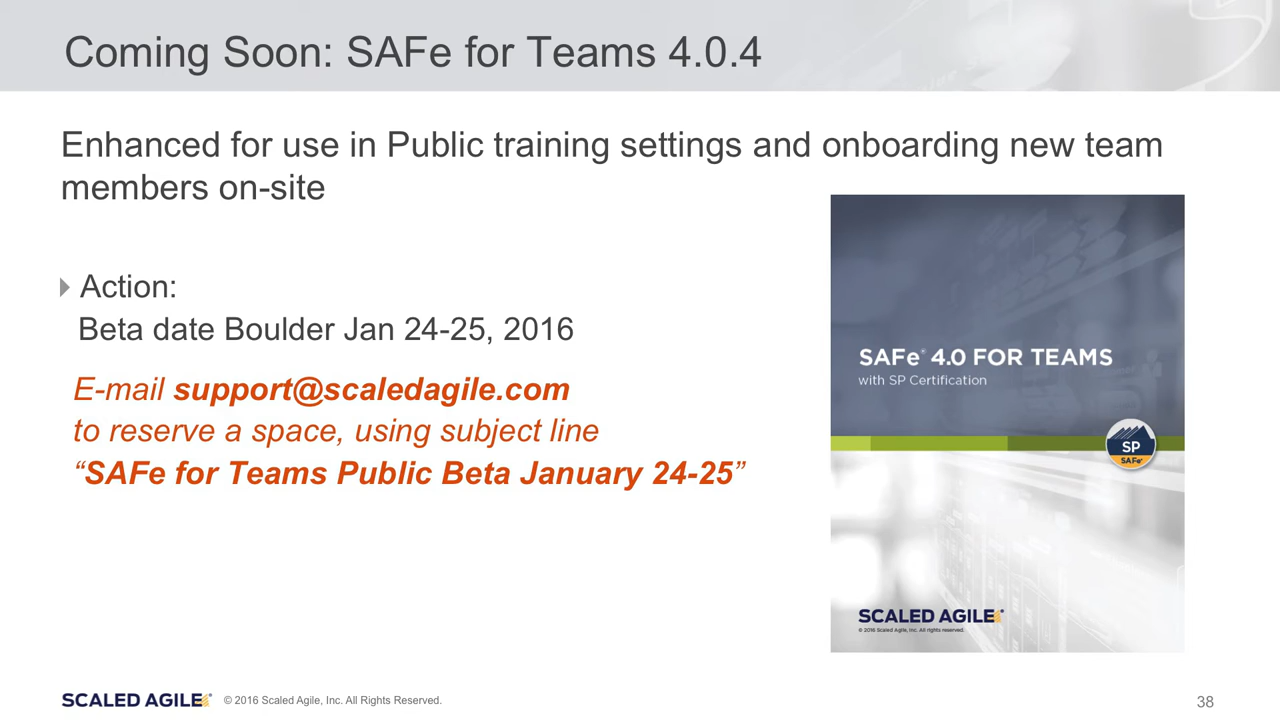 Coming Soon: SAFe for Teams 4.0.4
Enhanced for use in Public training settings and onboarding new team
members on-site
Action:
Beta date Boulder Jan 24-25, 2016
E-mail support@scaledagile.com
to reserve a space, using subject line
“SAFe for Teams Public Beta January 24-25”
SAFe® 4.0 FOR TEAMS
with SP Certification
SP
SAFe®
SCALED AGILE®
© 2016 Scaled Agile, Inc. All rights reserved.
SCALED AGILE®
© 2016 Scaled Agile, Inc. All Rights Reserved.
38